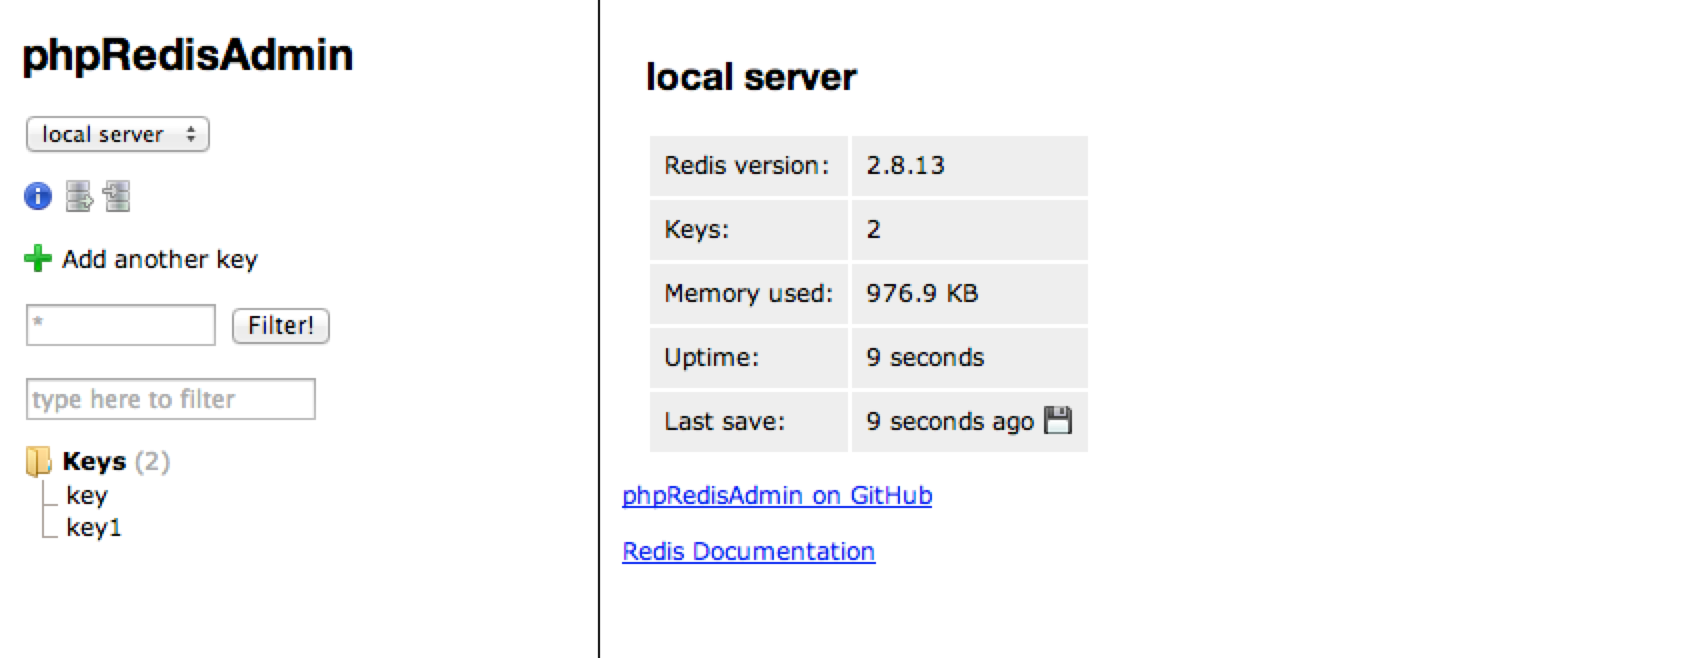 phpRedisAdmin
local server
Add another key
*
Filter!
type here to filter
Keys (2)
key
key1
local server
Redis version: 2.8.13
Keys: 2
Memory used: 976.9 KB
Uptime: 9 seconds
Last save: 9 seconds ago
phpRedisAdmin on GitHub
Redis Documentation